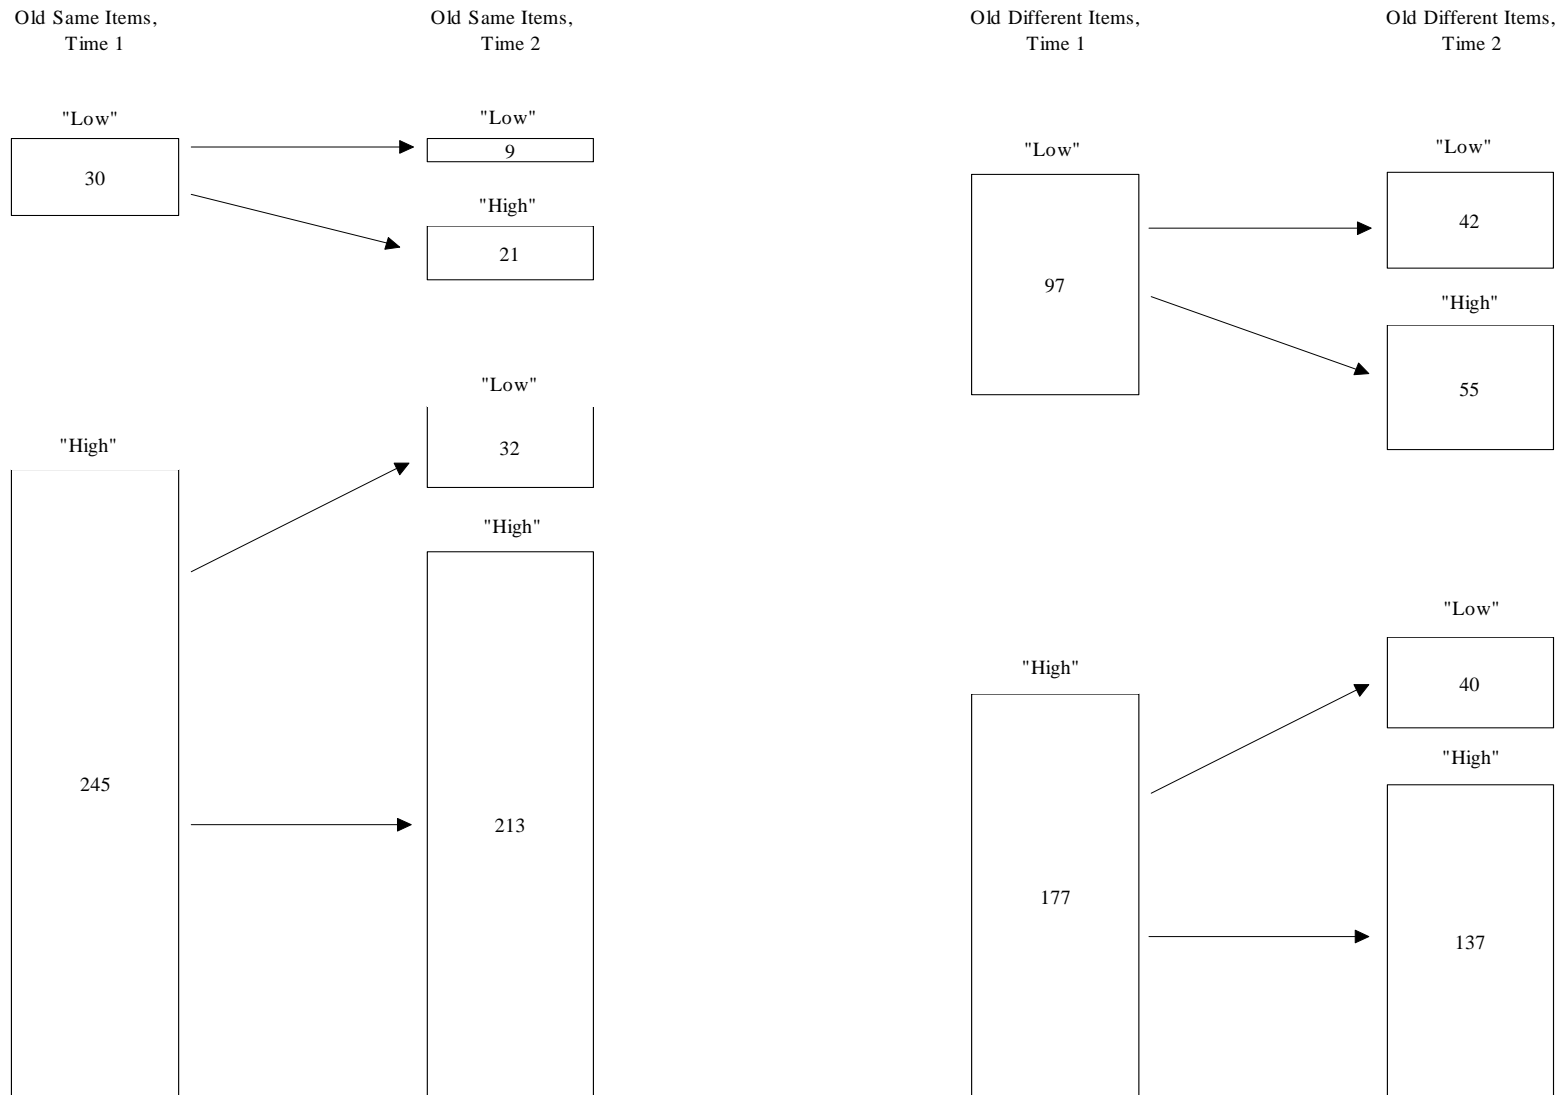 Old Same Items,
Time 1
Old Same Items,
Time 2
"Low"
30
"Low"
9
"High"
21
"High"
245
"Low"
32
"High"
213
Old Different Items,
Time 1
Old Different Items,
Time 2
"Low"
97
"Low"
42
"High"
55
"High"
177
"Low"
40
"High"
137